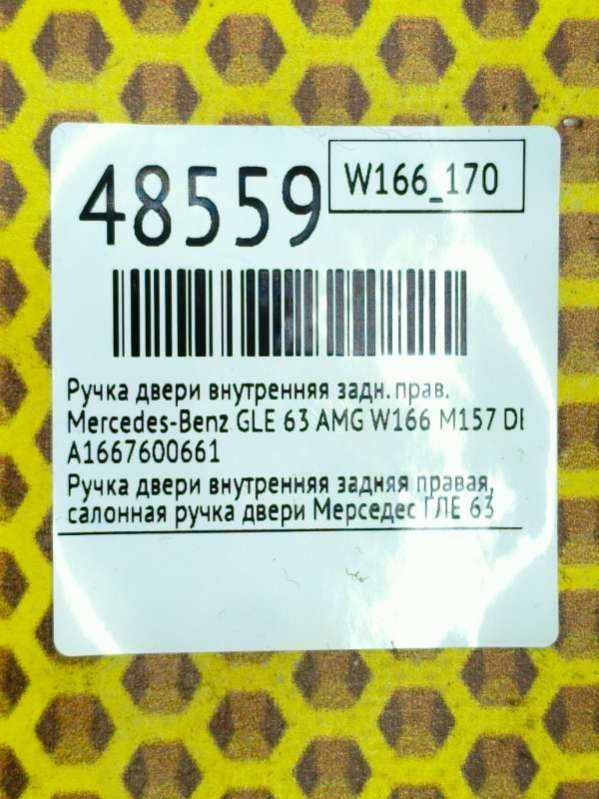 48559
W166_170
Ручка двери внутренняя задн. прав.
Mercedes-Benz GLE 63 AMG W166 M157 DE
A1667600661
Ручка двери внутренняя задняя правая,
салонная ручка двери Мерседес ГЛЕ 63